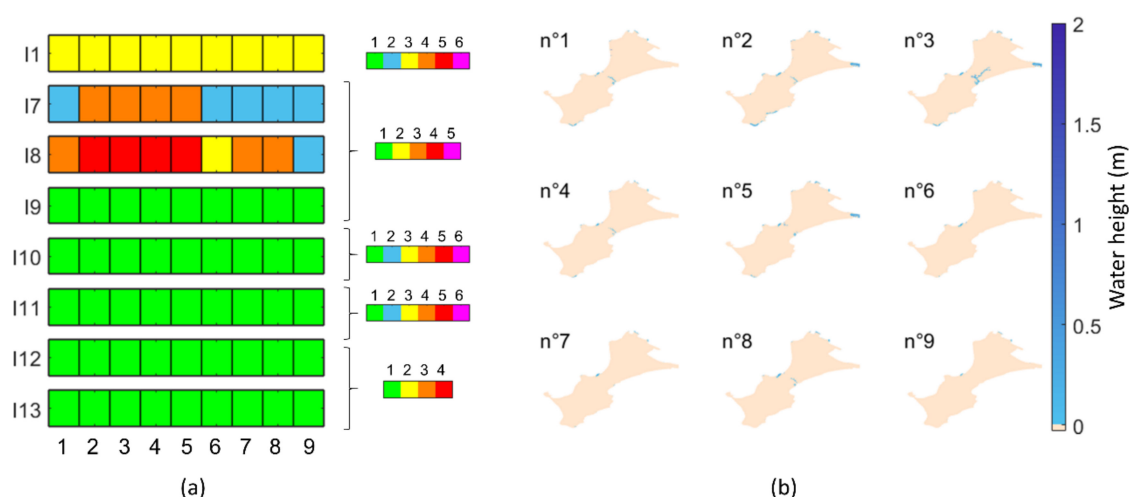 I1
I7
I8
I9
I10
I11
I12
I13
1 2 3 4 5 6 7 8 9
(a)
1 2 3 4 5 6
1 2 3 4 5
1 2 3 4 5 6
1 2 3 4 5 6
1 2 3 4
n°1 n°2 n°3
n°4 n°5 n°6
n°7 n°8 n°9
(b)
2
1
0.5
0
Water height (m)